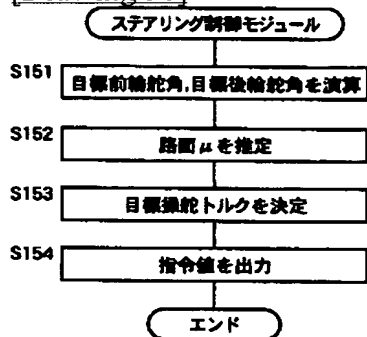 ステアリング制御モジュール
S151
目標前輪舵角,目標後輪舵角を演算
S152
路面μを推定
S153
目標操舵トルクを決定
S154
指令値を出力
エンド